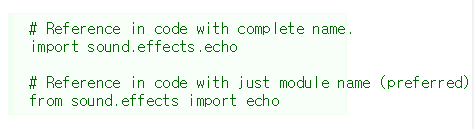 # Reference in code with complete name.
import sound.effects.echo
# Reference in code with just module name (preferred)
from sound.effects import echo